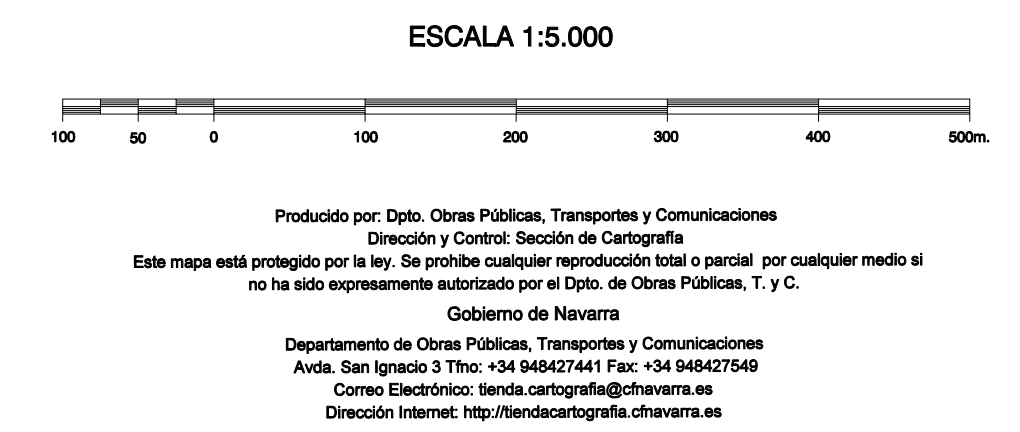 ESCALA 1:5.000
100 50 0 100 200 300 400 500m.
Producido por: Dpto. Obras Públicas, Transportes y Comunicaciones
Dirección y Control: Sección de Cartografía
Este mapa está protegido por la ley. Se prohibe cualquier reproducción total o parcial por cualquier medio si
no ha sido expresamente autorizado por el Dpto. de Obras Públicas, T. y C.
Gobierno de Navarra
Departamento de Obras Públicas, Transportes y Comunicaciones
Avda. San Ignacio 3 Tfno: +34 948427441 Fax: +34 948427549
Correo Electrónico: tienda.cartografia@cfnavarra.es
Dirección Internet: http://tiendacartografia.cfnavarra.es